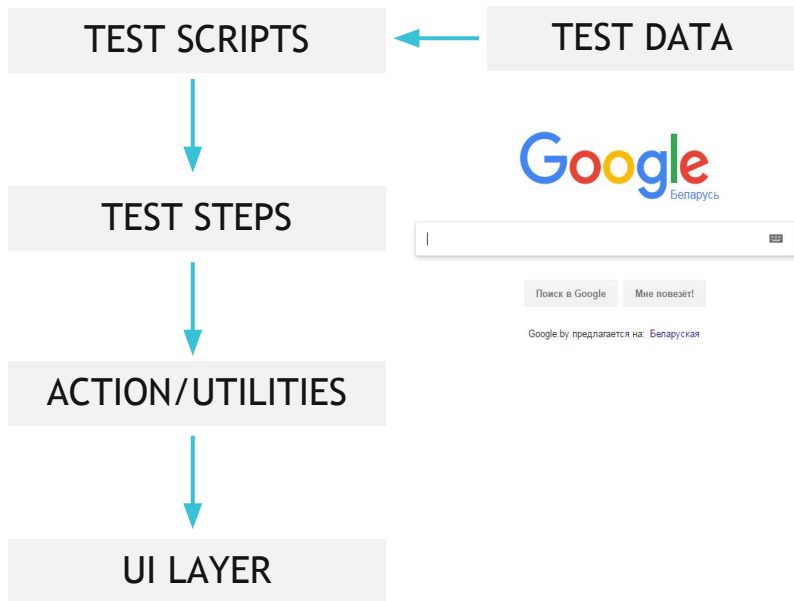 TEST SCRIPTS
TEST DATA
Google
Беларусь
TEST STEPS
Поиск в Google
Мне повезёт!
Google.by предлагается на: Беларуская
ACTION/UTILITIES
UI LAYER